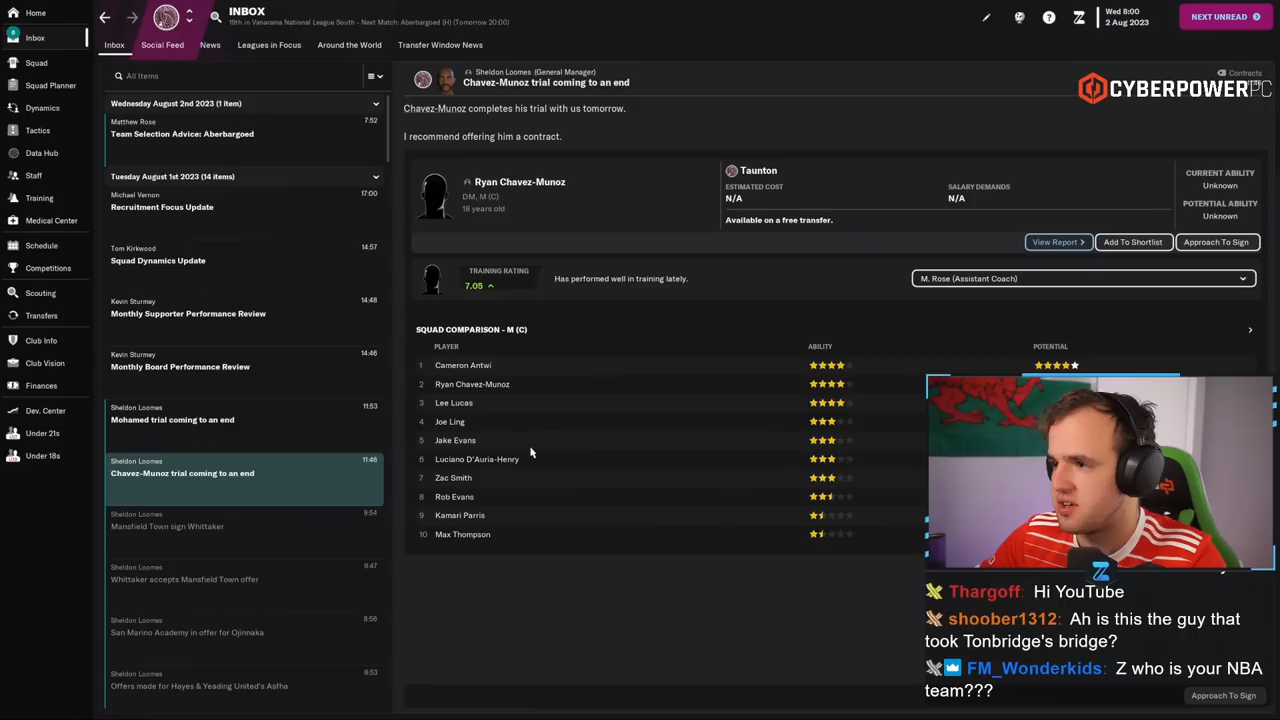 Home
Inbox
Squad
Squad Planner
Dynamics
Tactics
Data Hub
Staff
Training
Medical Center
Schedule
Competitions
Scouting
Transfers
Club Info
Club Vision
Finances
Dev. Center
Under 21s
Under 18s
INBOX
19th in Vanarama National League South - Next Match: Aberbargoed (H) (Tomorrow 20:00)
Wed 8:00
2 Aug 2023
NEXT UNREAD
Inbox Social Feed News Leagues in Focus Around the World Transfer Window News
All Items
Wednesday August 2nd 2023 (1 item)
Matthew Rose 7:52
Team Selection Advice: Aberbargoed
Tuesday August 1st 2023 (14 items)
Michael Vernon 17:00
Recruitment Focus Update
Tom Kirkwood 14:57
Squad Dynamics Update
Kevin Sturmey 14:48
Monthly Supporter Performance Review
Kevin Sturmey 14:46
Monthly Board Performance Review
Sheldon Loomes 11:53
Mohamed trial coming to an end
Sheldon Loomes 11:46
Chavez-Munoz trial coming to an end
Sheldon Loomes 9:54
Mansfield Town sign Whittaker
Sheldon Loomes 9:47
Whittaker accepts Mansfield Town offer
Sheldon Loomes 8:56
San Marino Academy in offer for Ojinnaka
Sheldon Loomes 8:53
Offers made for Hayes & Yeading United's Asfha
Sheldon Loomes (General Manager)
Chavez-Munoz trial coming to an end
Contracts
CYBERPOWERPC
Chavez-Munoz completes his trial with us tomorrow.
I recommend offering him a contract.
Ryan Chavez-Munoz
DM, M (C)
18 years old
Taunton
ESTIMATED COST SALARY DEMANDS
N/A N/A
Available on a free transfer.
CURRENT ABILITY
Unknown
POTENTIAL ABILITY
Unknown
View Report Add To Shortlist Approach To Sign
TRAINING RATING
7.05
Has performed well in training lately.
M. Rose (Assistant Coach)
SQUAD COMPARISON - M (C)
PLAYER ABILITY POTENTIAL
1 Cameron Antwi
2 Ryan Chavez-Munoz
3 Lee Lucas
4 Joe Ling
5 Jake Evans
6 Luciano D'Auria-Henry
7 Zac Smith
8 Rob Evans
9 Kamari Parris
10 Max Thompson
Thargoff: Hi YouTube
shoober1312: Ah is this the guy that
took Tonbridge's bridge?
FM_Wonderkids: Z who is your NBA
team???
Approach To Sign